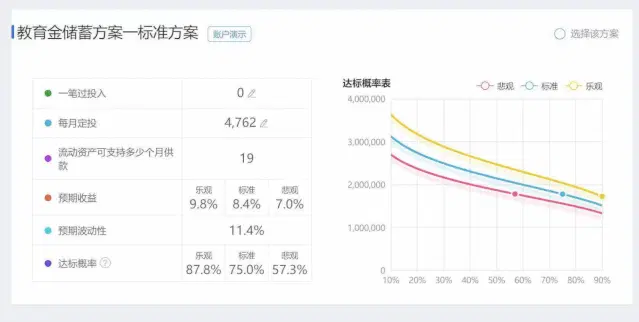 教育金储蓄方案一标准方案
账户演示
选择该方案
一笔过投入
0
每月定投
4,762
流动资产可支持多少个月供
款
19
预期收益
乐观
标准
悲观
9.8%
8.4%
7.0%
预期波动性
11.4%
达标概率
乐观
标准
悲观
87.8%
75.0%
57.3%
达标概率表
悲观
标准
乐观
4,000,000
3,000,000
2,000,000
1,000,000
0
10%
20%
30%
40%
50%
60%
70%
80%
90%